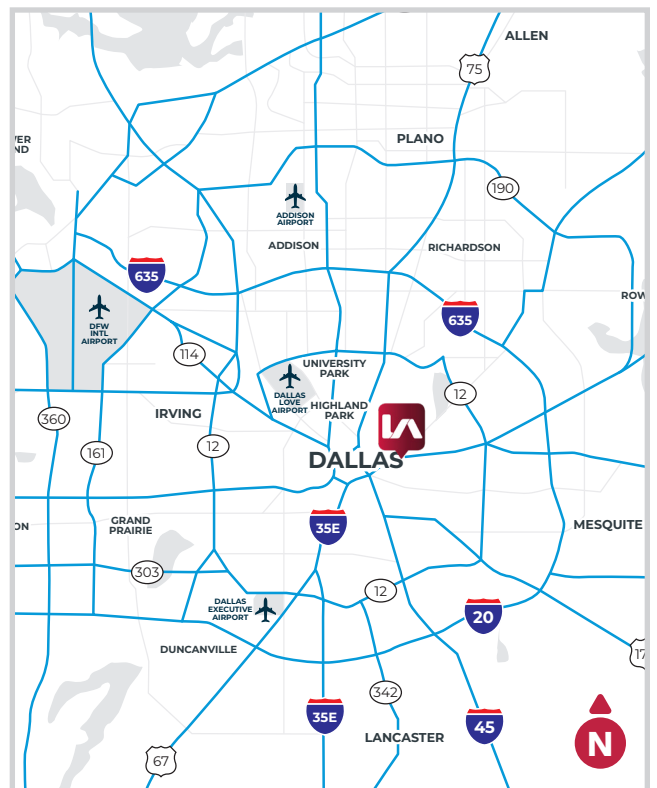 ALLEN
75
PLANO
190
ADDISON
AIRPORT
ADDISON
RICHARDSON
635
DFW
INTL
AIRPORT
635
114
UNIVERSITY
PARK
DALLAS
LOVE
AIRPORT
HIGHLAND
PARK
12
360
IRVING
161
12
DALLAS
35E
GRAND
PRAIRIE
MESQUITE
303
12
DALLAS
EXECUTIVE
AIRPORT
20
DUNCANVILLE
342
35E
45
LANCASTER
67
N